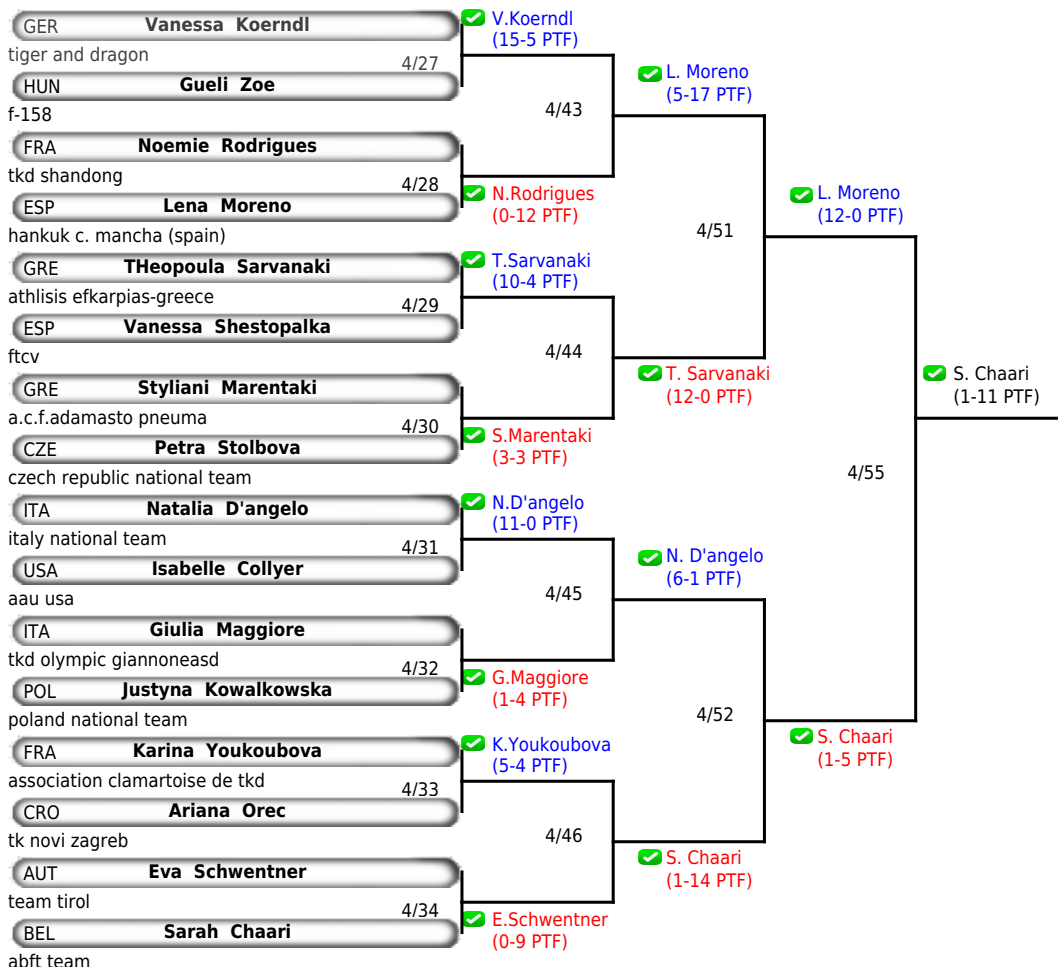 GER Vanessa Koerndl
tiger and dragon
4/27
HUN Gueli Zoe
f-158
V.Koerndl
(15-5 PTF)
FRA Noemie Rodrigues
tkd shandong
4/28
ESP Lena Moreno
hankuk c. mancha (spain)
N.Rodrigues
(0-12 PTF)
4/43
L. Moreno
(5-17 PTF)
GRE THeopoula Sarvanaki
athlisis efkarpias-greece
4/29
ESP Vanessa Shestopalka
ftcv
T.Sarvanaki
(10-4 PTF)
GRE Styliani Marentaki
a.c.f.adamasto pneuma
4/30
CZE Petra Stolbova
czech republic national team
S.Marentaki
(3-3 PTF)
4/44
T. Sarvanaki
(12-0 PTF)
4/51
L. Moreno
(12-0 PTF)
ITA Natalia D'angelo
italy national team
4/31
USA Isabelle Collyer
aau usa
N.D'angelo
(11-0 PTF)
ITA Giulia Maggiore
tkd olympic giannoneasd
4/32
POL Justyna Kowalkowska
poland national team
G.Maggiore
(1-4 PTF)
4/45
N. D'angelo
(6-1 PTF)
FRA Karina Youkoubova
association clamartoise de tkd
4/33
CRO Ariana Orec
tk novi zagreb
K.Youkoubova
(5-4 PTF)
AUT Eva Schwentner
team tirol
4/34
BEL Sarah Chaari
abft team
E.Schwentner
(0-9 PTF)
4/46
S. Chaari
(1-14 PTF)
4/52
S. Chaari
(1-5 PTF)
4/55
S. Chaari
(1-11 PTF)